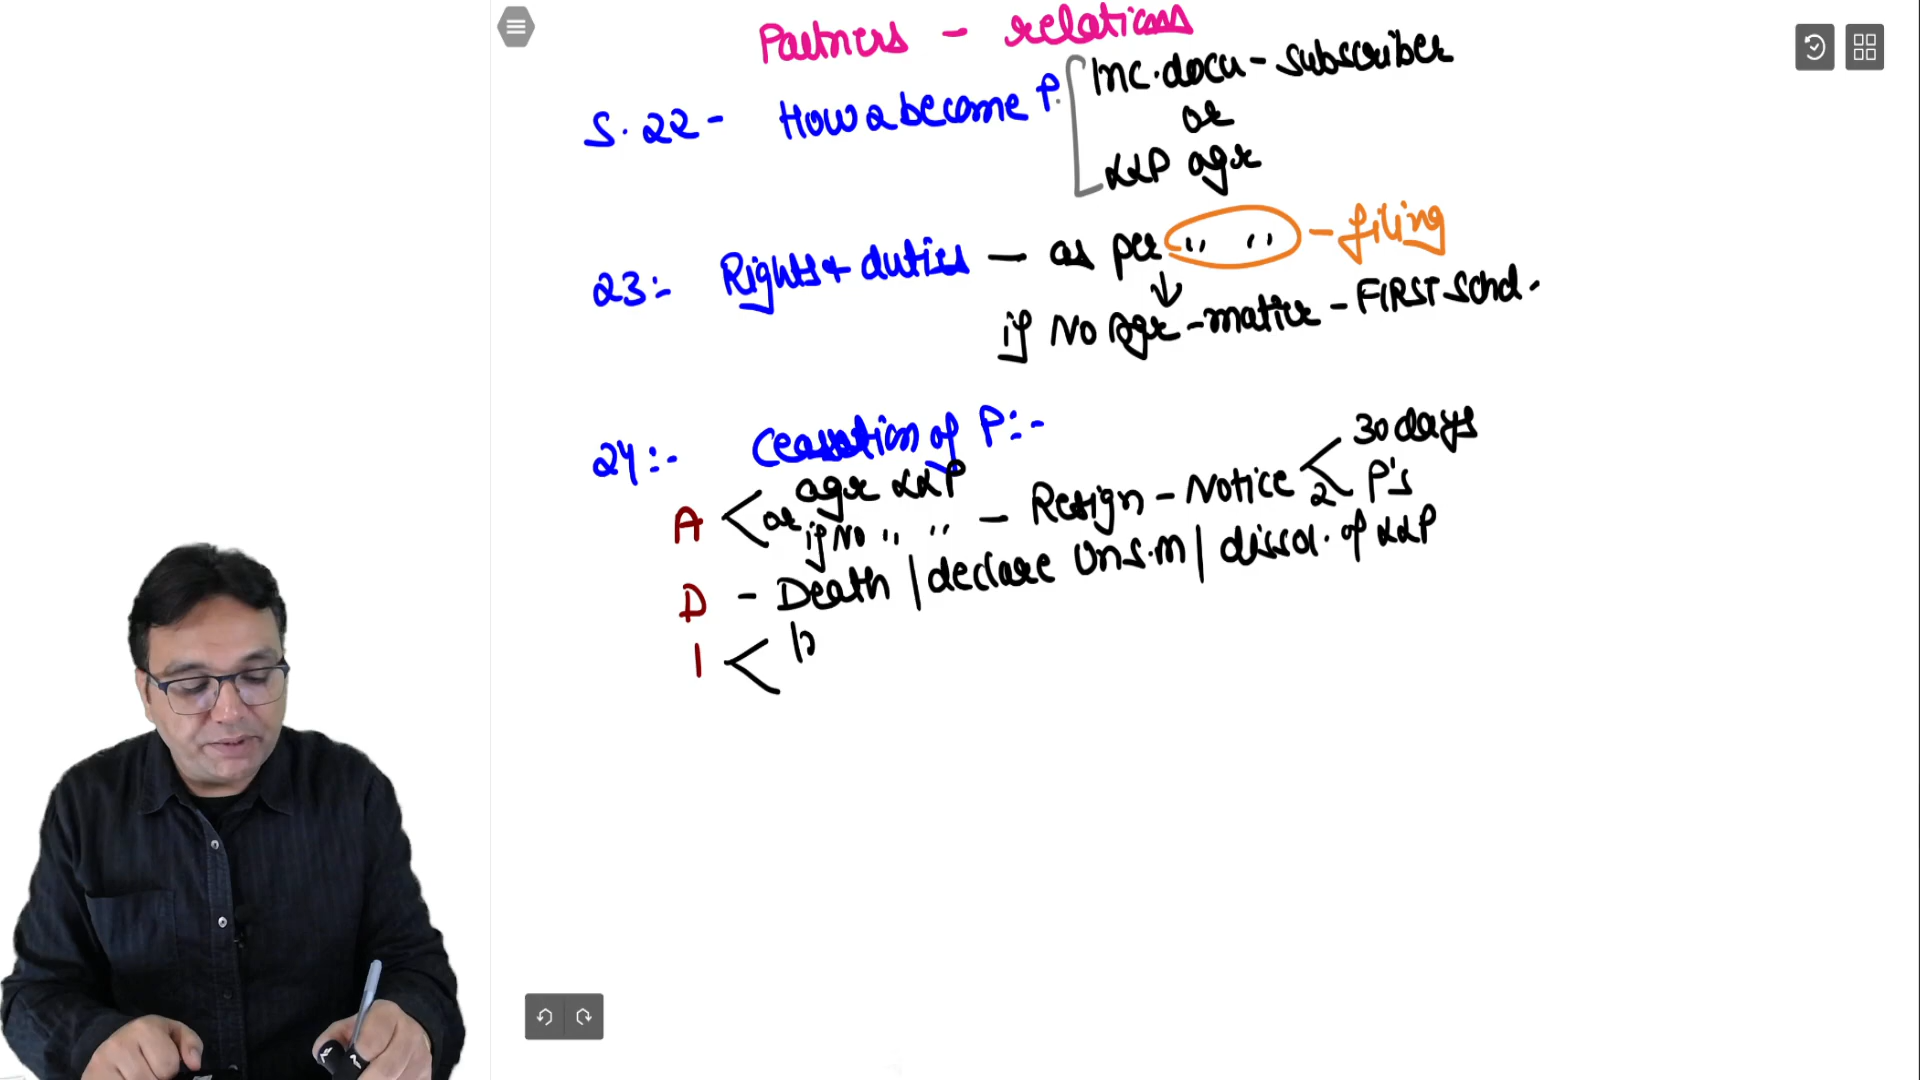 Partners - relations
S. 22 - How 2 become P. Inc. docu - subscriber
or
LLP agr
23:- Rights & duties - as per " " - filing
if No Agr - matter - FIRST Schd.
24:- Cessation of P:-
A agr LLP
or if No " " - Resign - Notice 30 days
2 P's
D - Death | declare Uns.m | dissol. of LLP
I